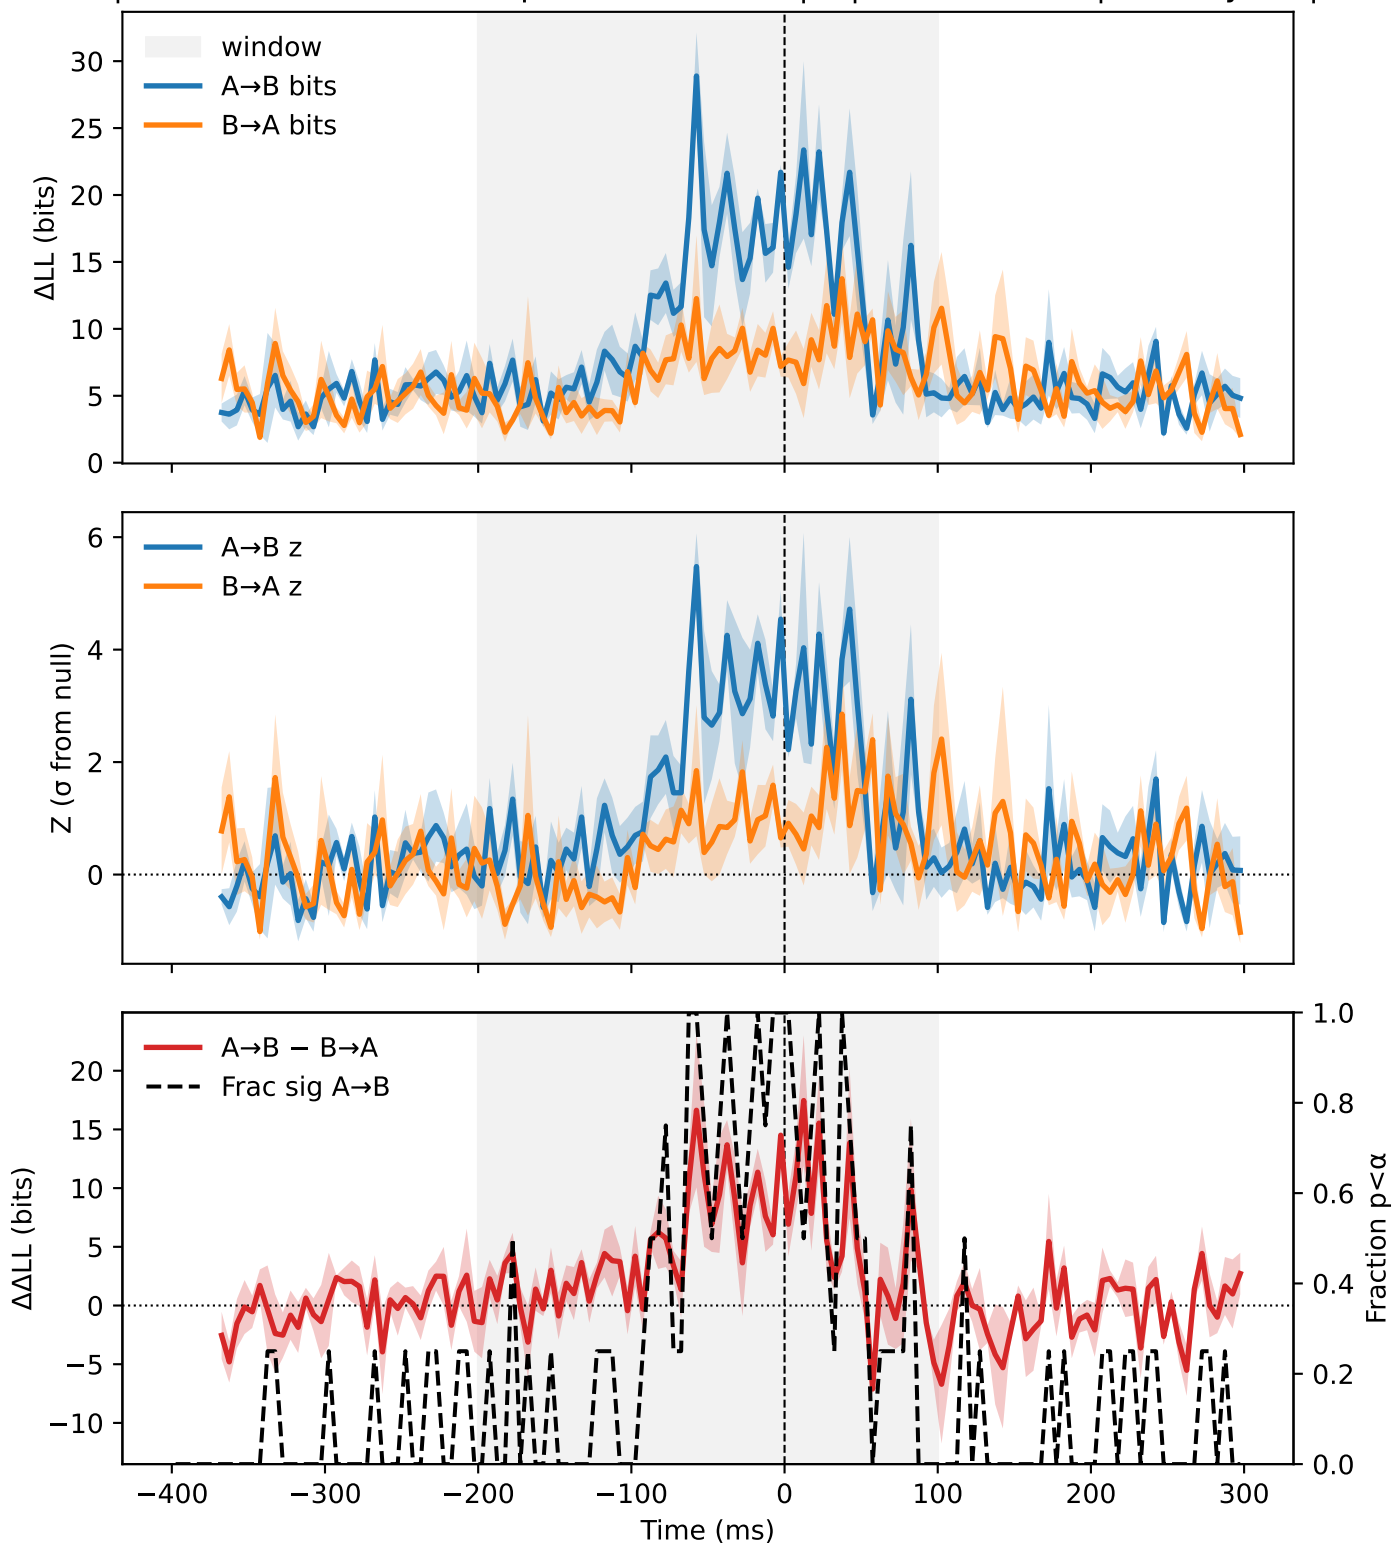 window
A→B bits
B→A bits
ΔLL (bits)
30
25
20
15
10
5
0
A→B z
B→A z
Z (σ from null)
6
4
2
0
A→B − B→A
Frac sig A→B
ΔΔLL (bits)
20
15
10
5
0
−5
−10
1.0
0.8
0.6
0.4
0.2
0.0
Fraction p<α
−400 −300 −200 −100 0 100 200 300
Time (ms)